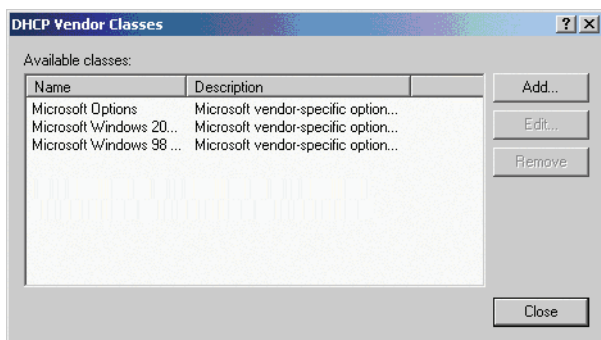 DHCP Vendor Classes
Available classes:
Name Description
Microsoft Options Microsoft vendor-specific option...
Microsoft Windows 20... Microsoft vendor-specific option...
Microsoft Windows 98 ... Microsoft vendor-specific option...
Add...
Edit...
Remove
Close